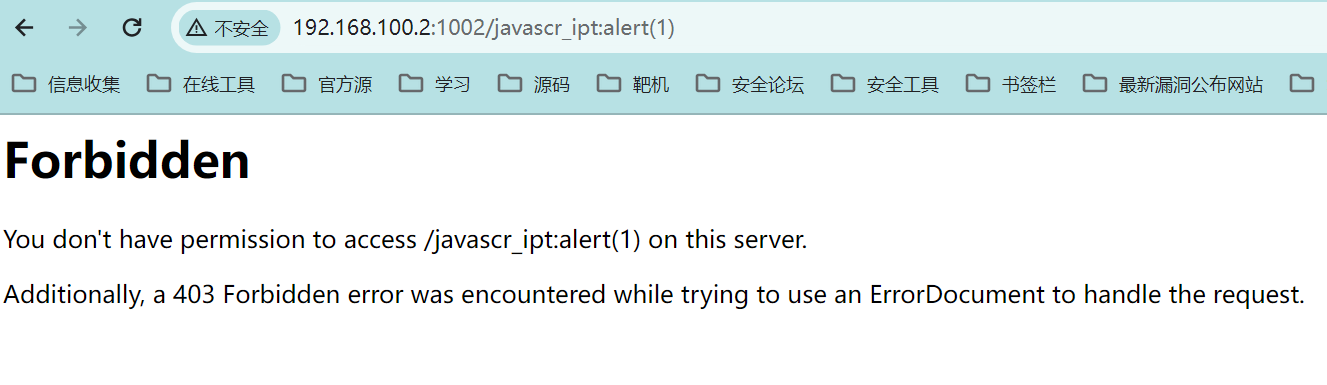 不安全 192.168.100.2:1002/javascr_ipt:alert(1)
信息收集 在线工具 官方源 学习 源码 靶机 安全论坛 安全工具 书签栏 最新漏洞公布网站
Forbidden
You don't have permission to access /javascr_ipt:alert(1) on this server.
Additionally, a 403 Forbidden error was encountered while trying to use an ErrorDocument to handle the request.